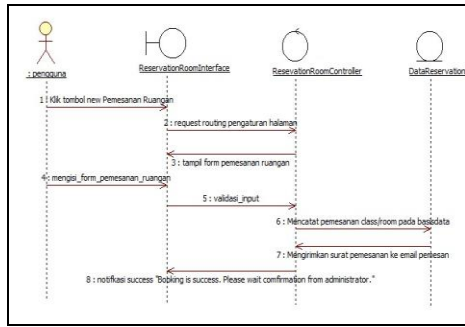 : pengguna
ReservationRoomInterface
ResevationRoomController
DataReservation
1 : Klik tombol new Pemesanan Ruangan
2 : request routing pengaturan halaman
3 : tampil form pemesanan ruangan
4 : mengisi_form_pemesanan_ruangan
5 : validasi_input
6 : Mencatat pemesanan class/room pada basisdata
7 : Mengirimkan surat pemesanan ke email pemesan
8 : notifkasi success "Booking is success. Please wait comfirmation from administrator."